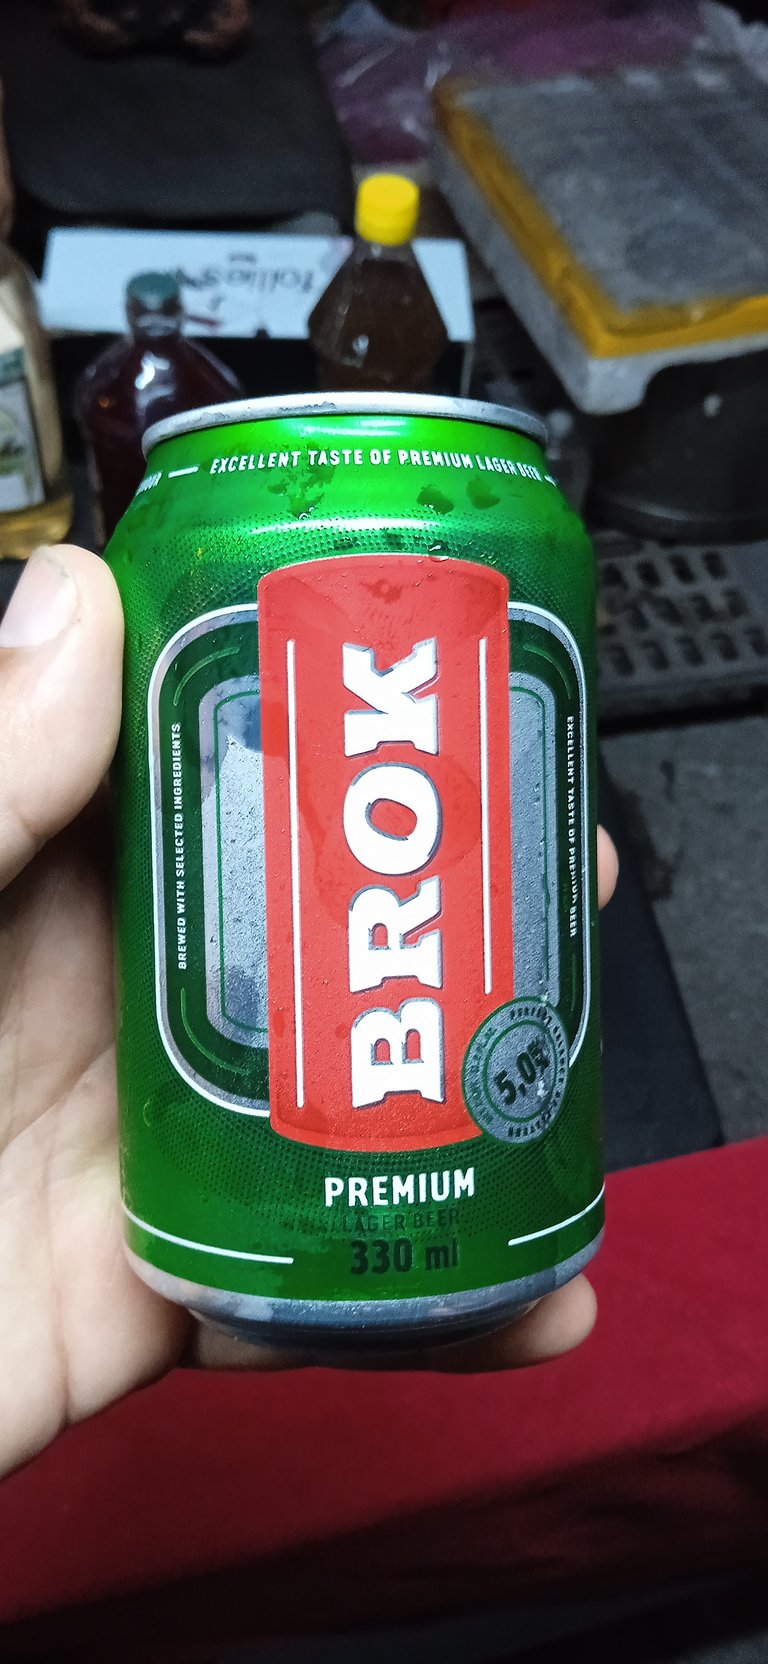 follies
EXCELLENT TASTE OF PREMIUM LAGER BEER
BROK
BREWED WITH SELECTED INGREDIENTS
EXCELLENT TASTE OF PREMIUM BEER
5,0%
PREMIUM
LAGER BEER
330 ml